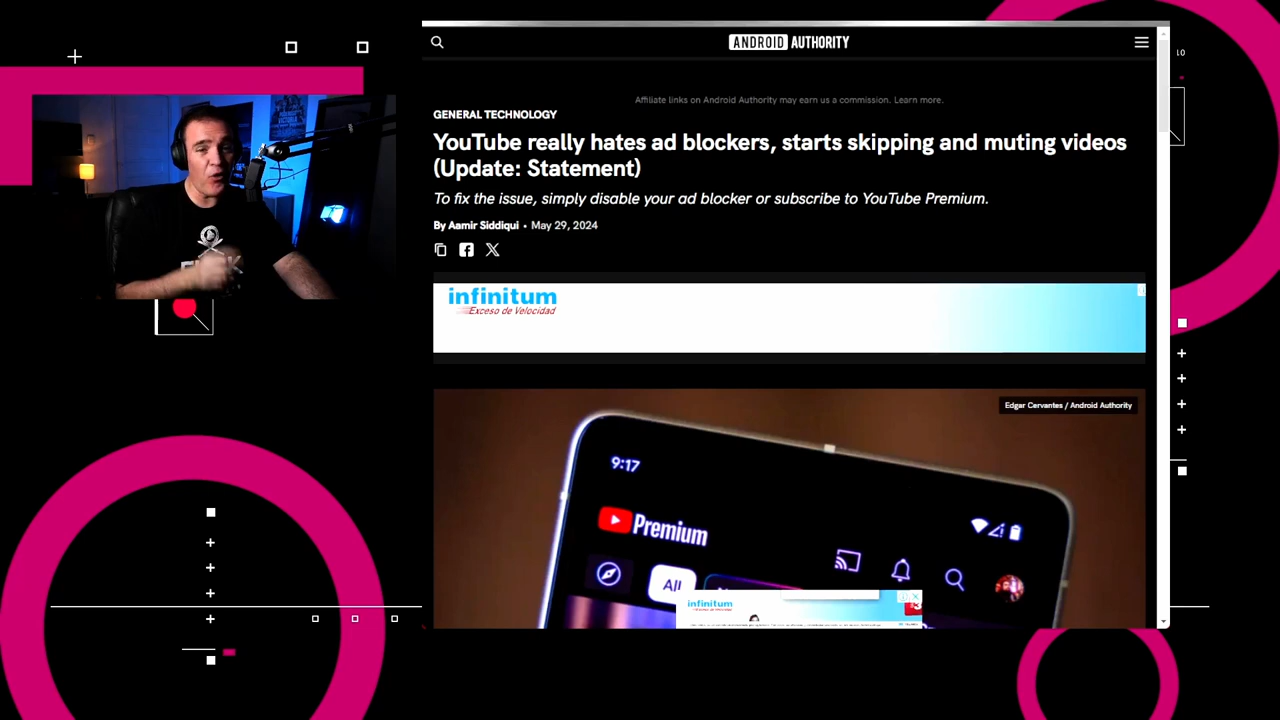 ANDROID AUTHORITY
10
Affiliate links on Android Authority may earn us a commission. Learn more.
GENERAL TECHNOLOGY
YouTube really hates ad blockers, starts skipping and muting videos
(Update: Statement)
To fix the issue, simply disable your ad blocker or subscribe to YouTube Premium.
By Aamir Siddiqui • May 29, 2024
infinitum
Exceso de Velocidad
Edgar Cervantes / Android Authority
9:17
Premium
All
infinitum